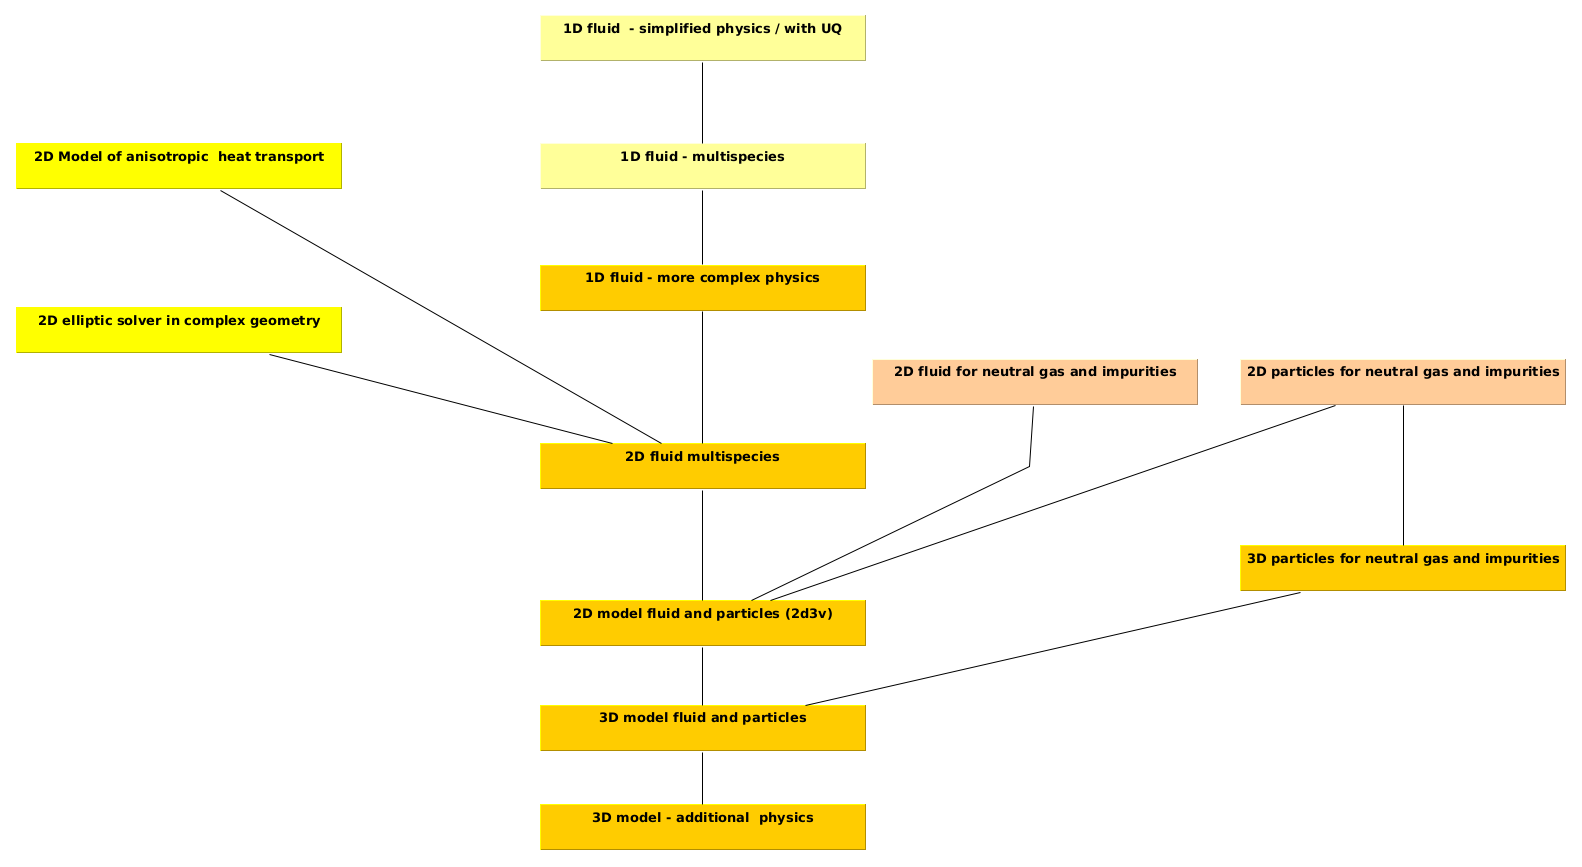 1D fluid  - simplified physics / with UQ
2D Model of anisotropic  heat transport
1D fluid - multispecies
1D fluid - more complex physics
2D elliptic solver in complex geometry
2D fluid for neutral gas and impurities
2D particles for neutral gas and impurities
2D fluid multispecies
3D particles for neutral gas and impurities
2D model fluid and particles (2d3v)
3D model fluid and particles
3D model - additional  physics